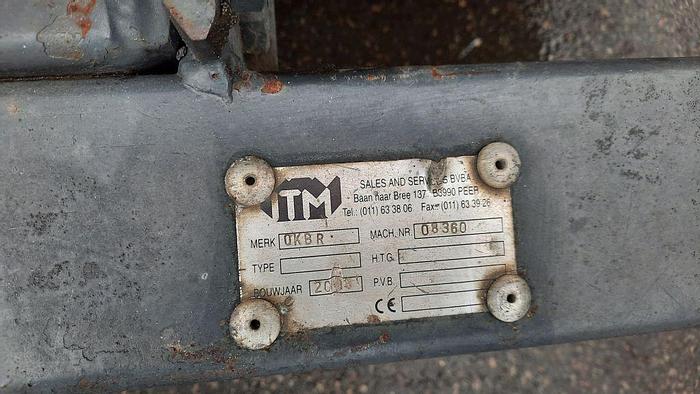 TM
SALES AND SERVICES BVBA
Baan naar Bree 137 B3990 PEER
Tel.: (011) 63 38 06 Fax.: (011) 63 39 26
MERK OKBR MACH. NR. 08360
TYPE H.T.G.
BOUWJAAR P.V.B.
CE